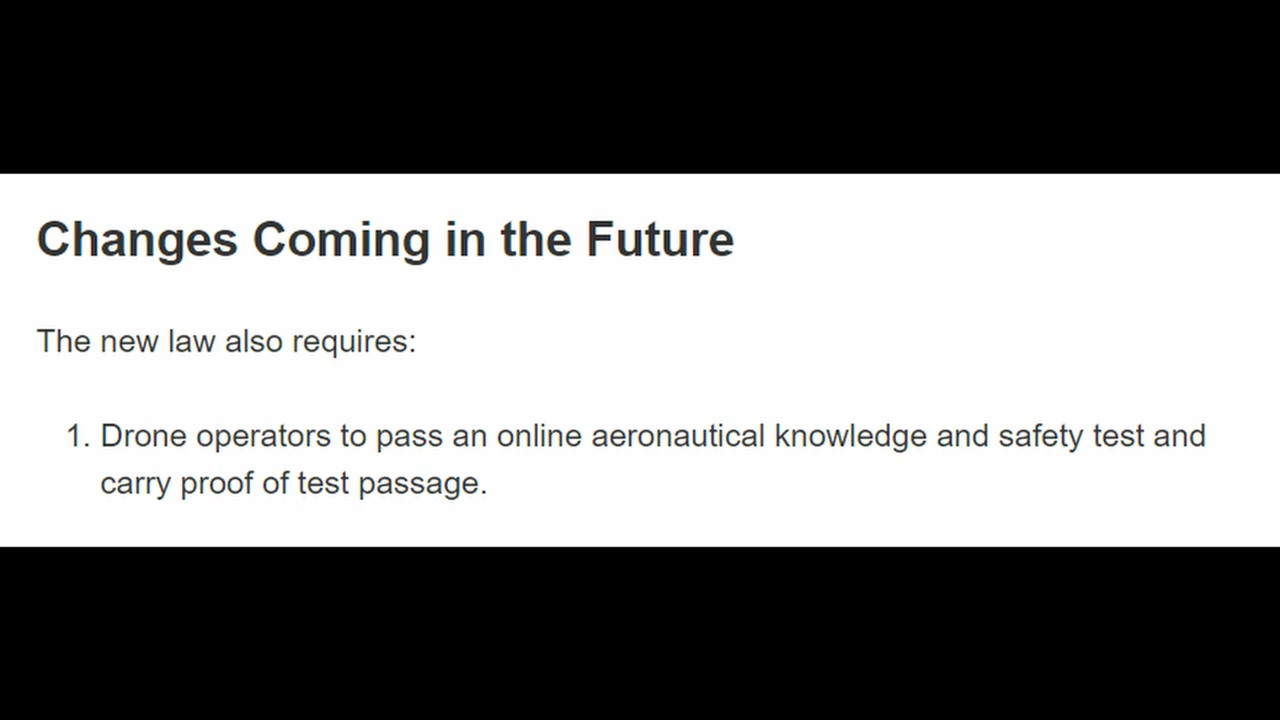 Changes Coming in the Future
The new law also requires:
1. Drone operators to pass an online aeronautical knowledge and safety test and
carry proof of test passage.